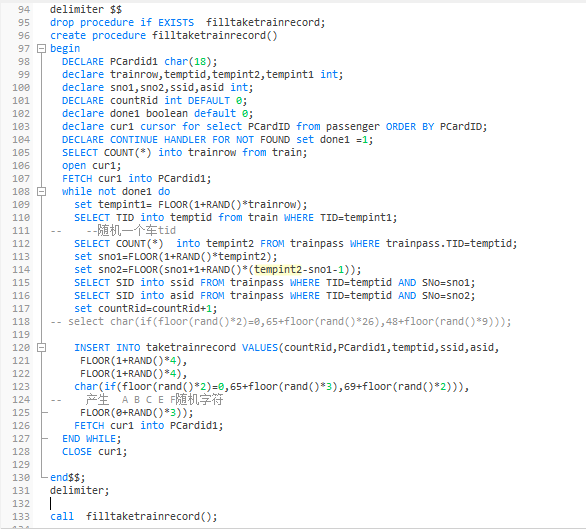 94 delimiter $$
95 drop procedure if EXISTS  filltaketrainrecord;
96 create procedure filltaketrainrecord()
97 begin
98 DECLARE PCardid1 char(18);
99 declare trainrow,temptid,tempint2,tempint1 int;
100 declare sno1,sno2,ssid,asid int;
101 DECLARE countRid int DEFAULT 0;
102 declare done1 boolean default 0;
103 declare cur1 cursor for select PCardID from passenger ORDER BY PCardID;
104 DECLARE CONTINUE HANDLER FOR NOT FOUND set done1 =1;
105 SELECT COUNT(*) into trainrow from train;
106 open cur1;
107 FETCH cur1 into PCardid1;
108 while not done1 do
109 set tempint1= FLOOR(1+RAND()*trainrow);
110 SELECT TID into temptid from train WHERE TID=tempint1;
111 --    --随机一个车tid
112 SELECT COUNT(*)  into tempint2 FROM trainpass WHERE trainpass.TID=temptid;
113 set sno1=FLOOR(1+RAND()*tempint2);
114 set sno2=FLOOR(sno1+1+RAND()*(tempint2-sno1-1));
115 SELECT SID into ssid FROM trainpass WHERE TID=temptid AND SNo=sno1;
116 SELECT SID into asid FROM trainpass WHERE TID=temptid AND SNo=sno2;
117 set countRid=countRid+1;
118 -- select char(if(floor(rand()*2)=0,65+floor(rand()*26),48+floor(rand()*9)));
119
120 INSERT INTO taketrainrecord VALUES(countRid,PCardid1,temptid,ssid,asid,
121 FLOOR(1+RAND()*4),
122 FLOOR(1+RAND()*4),
123 char(if(floor(rand()*2)=0,65+floor(rand()*3),69+floor(rand()*2))),
124 --    产生  A B C E F随机字符
125 FLOOR(0+RAND()*3));
126 FETCH cur1 into PCardid1;
127 END WHILE;
128 CLOSE cur1;
129
130 end$$;
131 delimiter;
132
133 call  filltaketrainrecord();